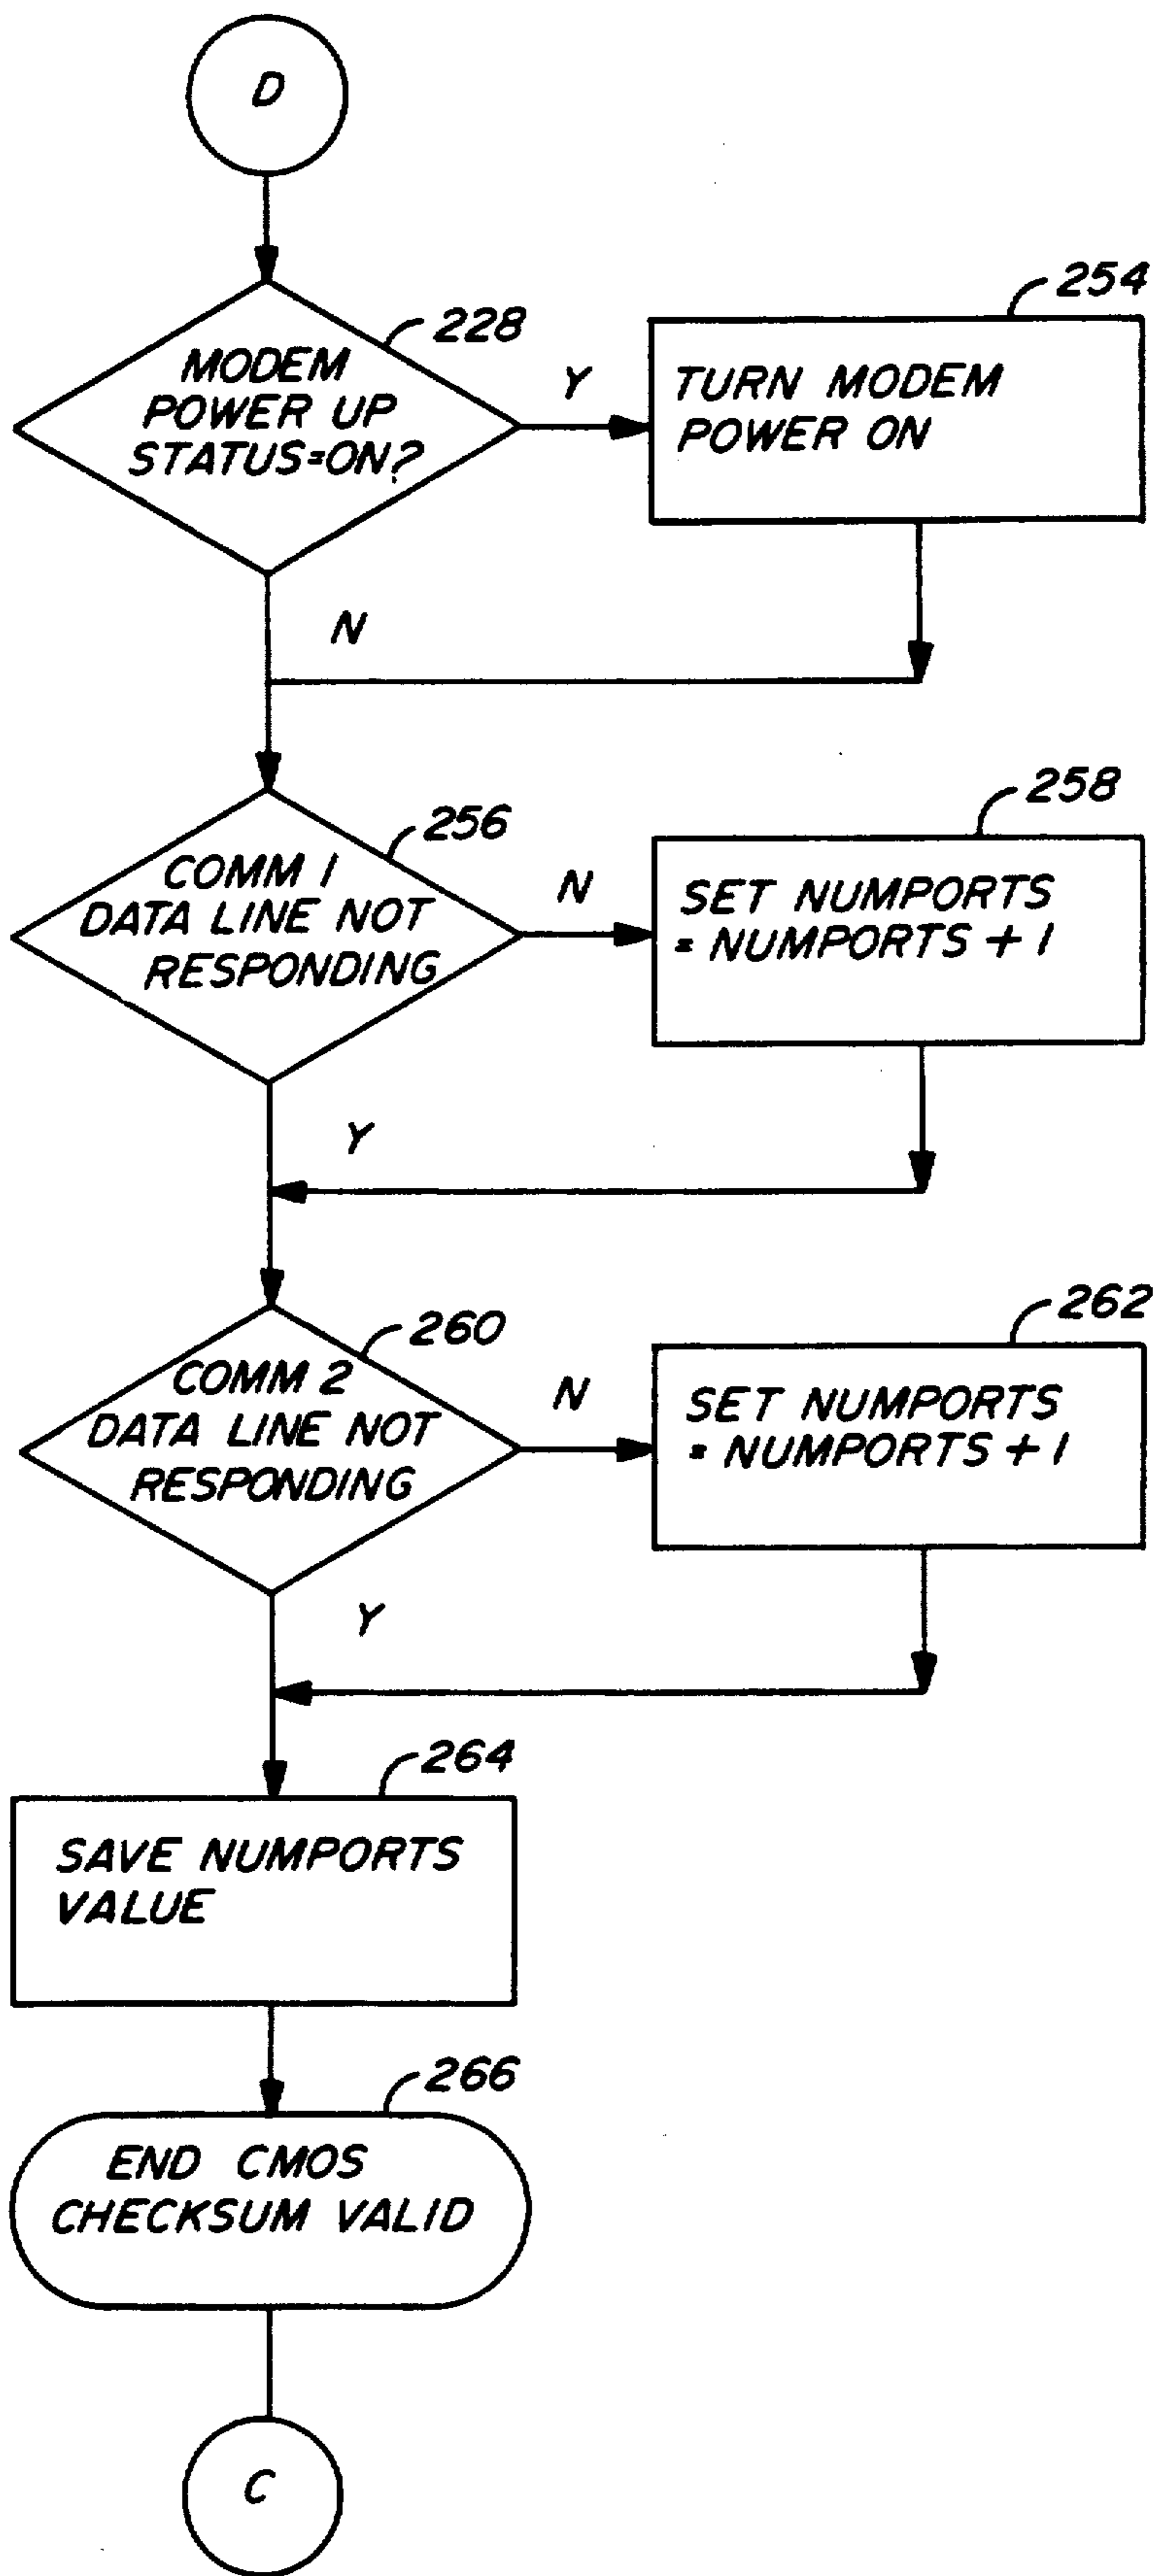 D
228
MODEM
POWER UP
STATUS=ON?
Y
254
TURN MODEM
POWER ON
N
256
COMM 1
DATA LINE NOT
RESPONDING
N
258
SET NUMPORTS
= NUMPORTS + 1
Y
260
COMM 2
DATA LINE NOT
RESPONDING
N
262
SET NUMPORTS
= NUMPORTS + 1
Y
264
SAVE NUMPORTS
VALUE
266
END CMOS
CHECKSUM VALID
C